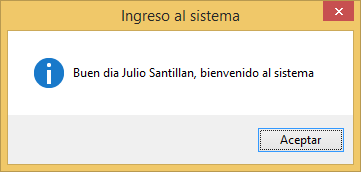 Ingreso al sistema
Buen dia Julio Santillan, bienvenido al sistema
Aceptar